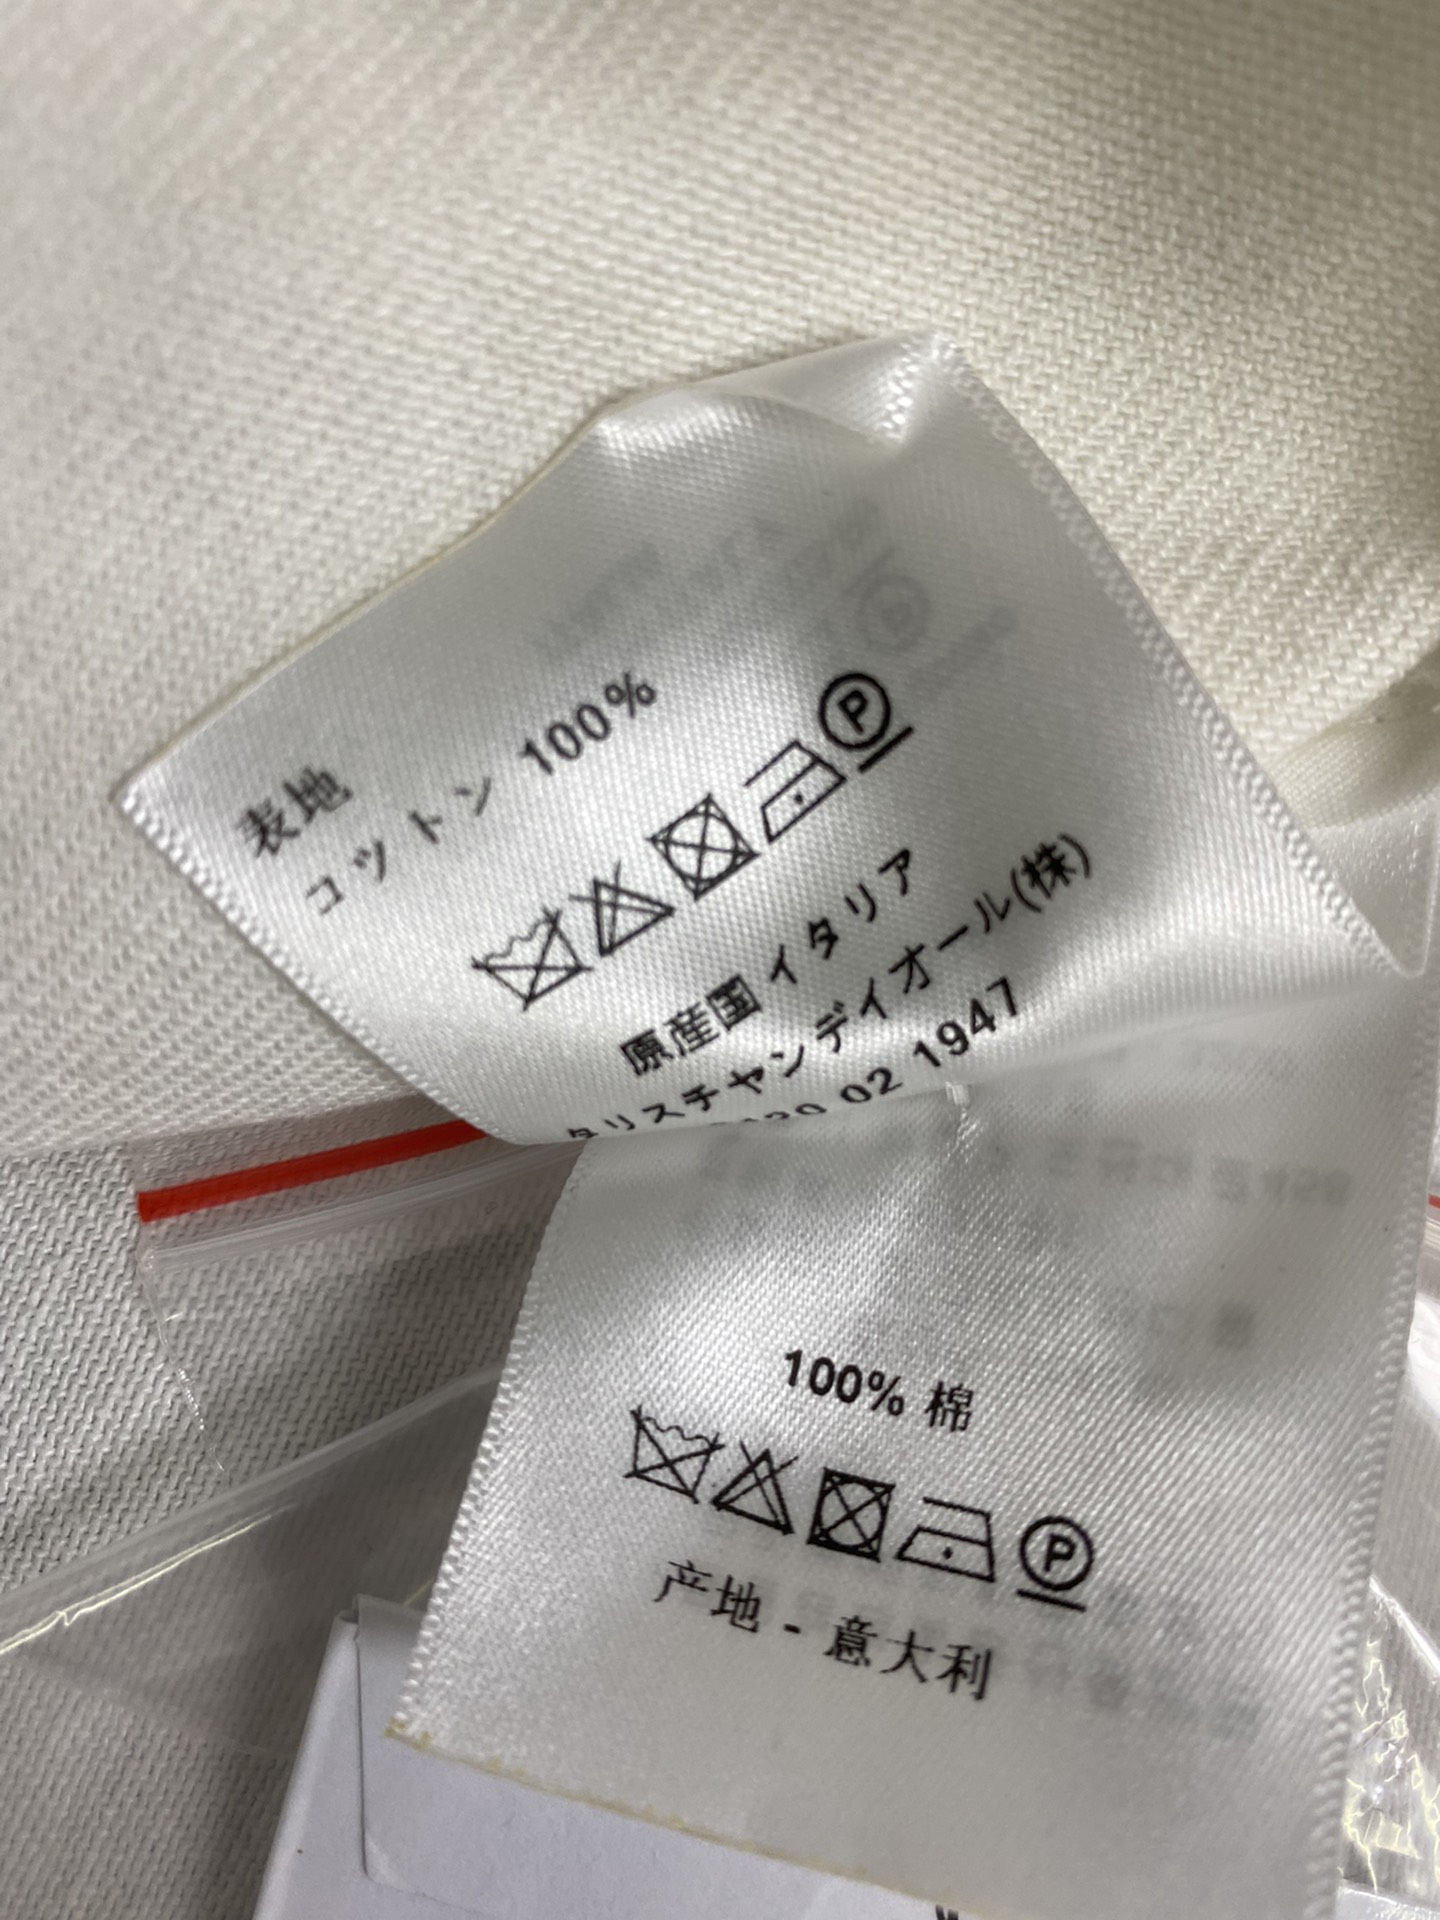 表地
コットン 100%
P
原産国 イタリア
タリスチャンディオール(株)
02 1947
100% 棉
P
产地 - 意大利